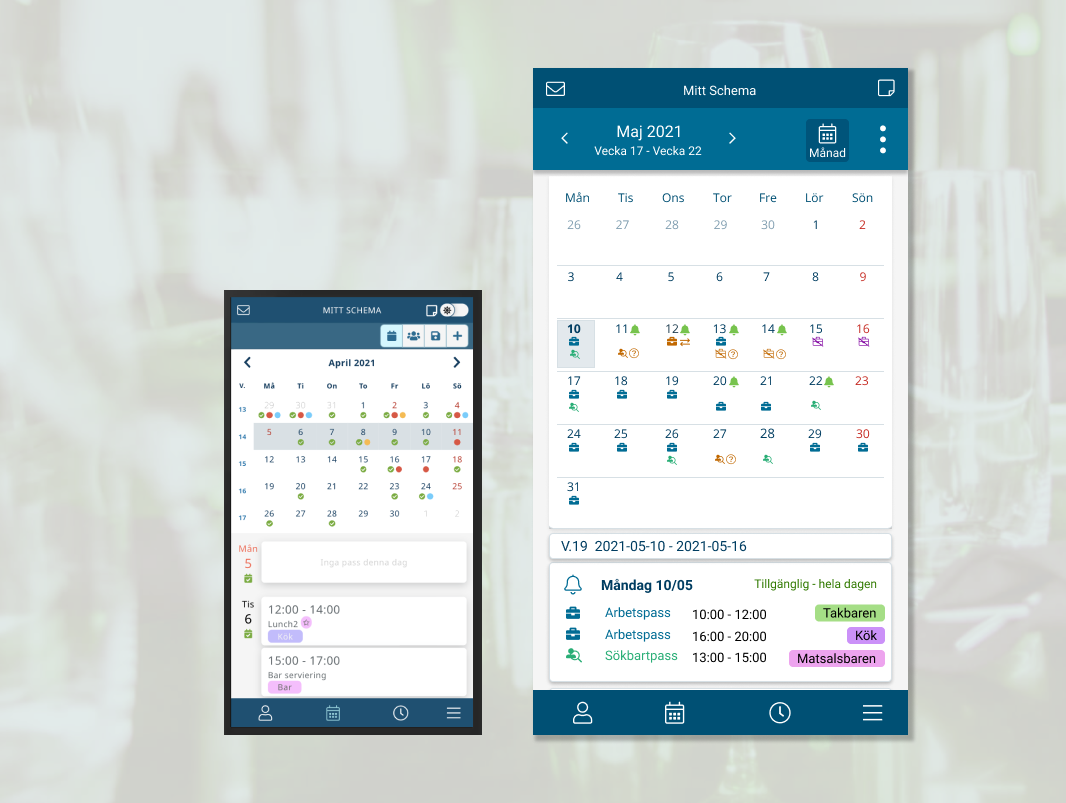 MITT SCHEMA
April 2021
V. Må Ti On To Fr Lö Sö
13 29 30 31 1 2 3 4
14 5 6 7 8 9 10 11
15 12 13 14 15 16 17 18
16 19 20 21 22 23 24 25
17 26 27 28 29 30 1 2
Mån
5
Inga pass denna dag
Tis
6
12:00 - 14:00
Lunch2
Kök
15:00 - 17:00
Bar serviering
Bar
Mitt Schema
Maj 2021
Vecka 17 - Vecka 22
Månad
Mån Tis Ons Tor Fre Lör Sön
26 27 28 29 30 1 2
3 4 5 6 7 8 9
10 11 12 13 14 15 16
17 18 19 20 21 22 23
24 25 26 27 28 29 30
31
V.19 2021-05-10 - 2021-05-16
Måndag 10/05 Tillgänglig - hela dagen
Arbetspass 10:00 - 12:00 Takbaren
Arbetspass 16:00 - 20:00 Kök
Sökbartpass 13:00 - 15:00 Matsalsbaren